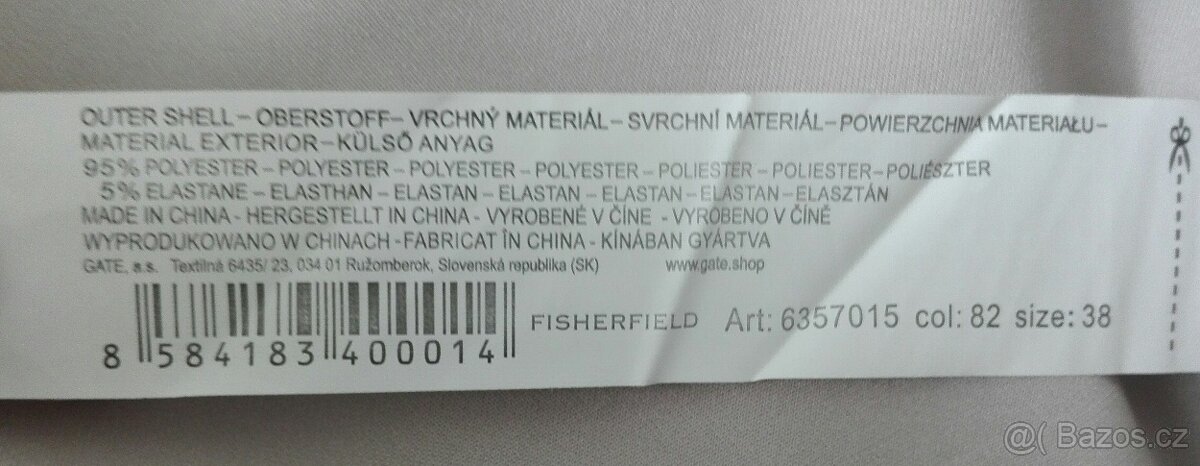 OUTER SHELL – OBERSTOFF– VRCHNÝ MATERIÁL– SVRCHNÍ MATERIÁL– POWIERZCHNIA MATERIAŁU–
MATERIAL EXTERIOR–KÜLSŐ ANYAG
95% POLYESTER – POLYESTER – POLYESTER – POLYESTER – POLIESTER – POLIESTER–POLIÉSZTER
5% ELASTANE – ELASTHAN – ELASTAN – ELASTAN – ELASTAN – ELASTAN –ELASZTÁN
MADE IN CHINA - HERGESTELLT IN CHINA - VYROBENÉ V ČÍNE - VYROBENO V ČÍNĚ
WYPRODUKOWANO W CHINACH -FABRICAT ÎN CHINA - KÍNÁBAN GYÁRTVA
GATE, a.s. Textilná 6435/ 23, 034 01 Ružomberok, Slovenská republika (SK) www.gate.shop
8 584183 400014 FISHERFIELD Art: 6357015 col: 82 size: 38
@( Bazos.cz